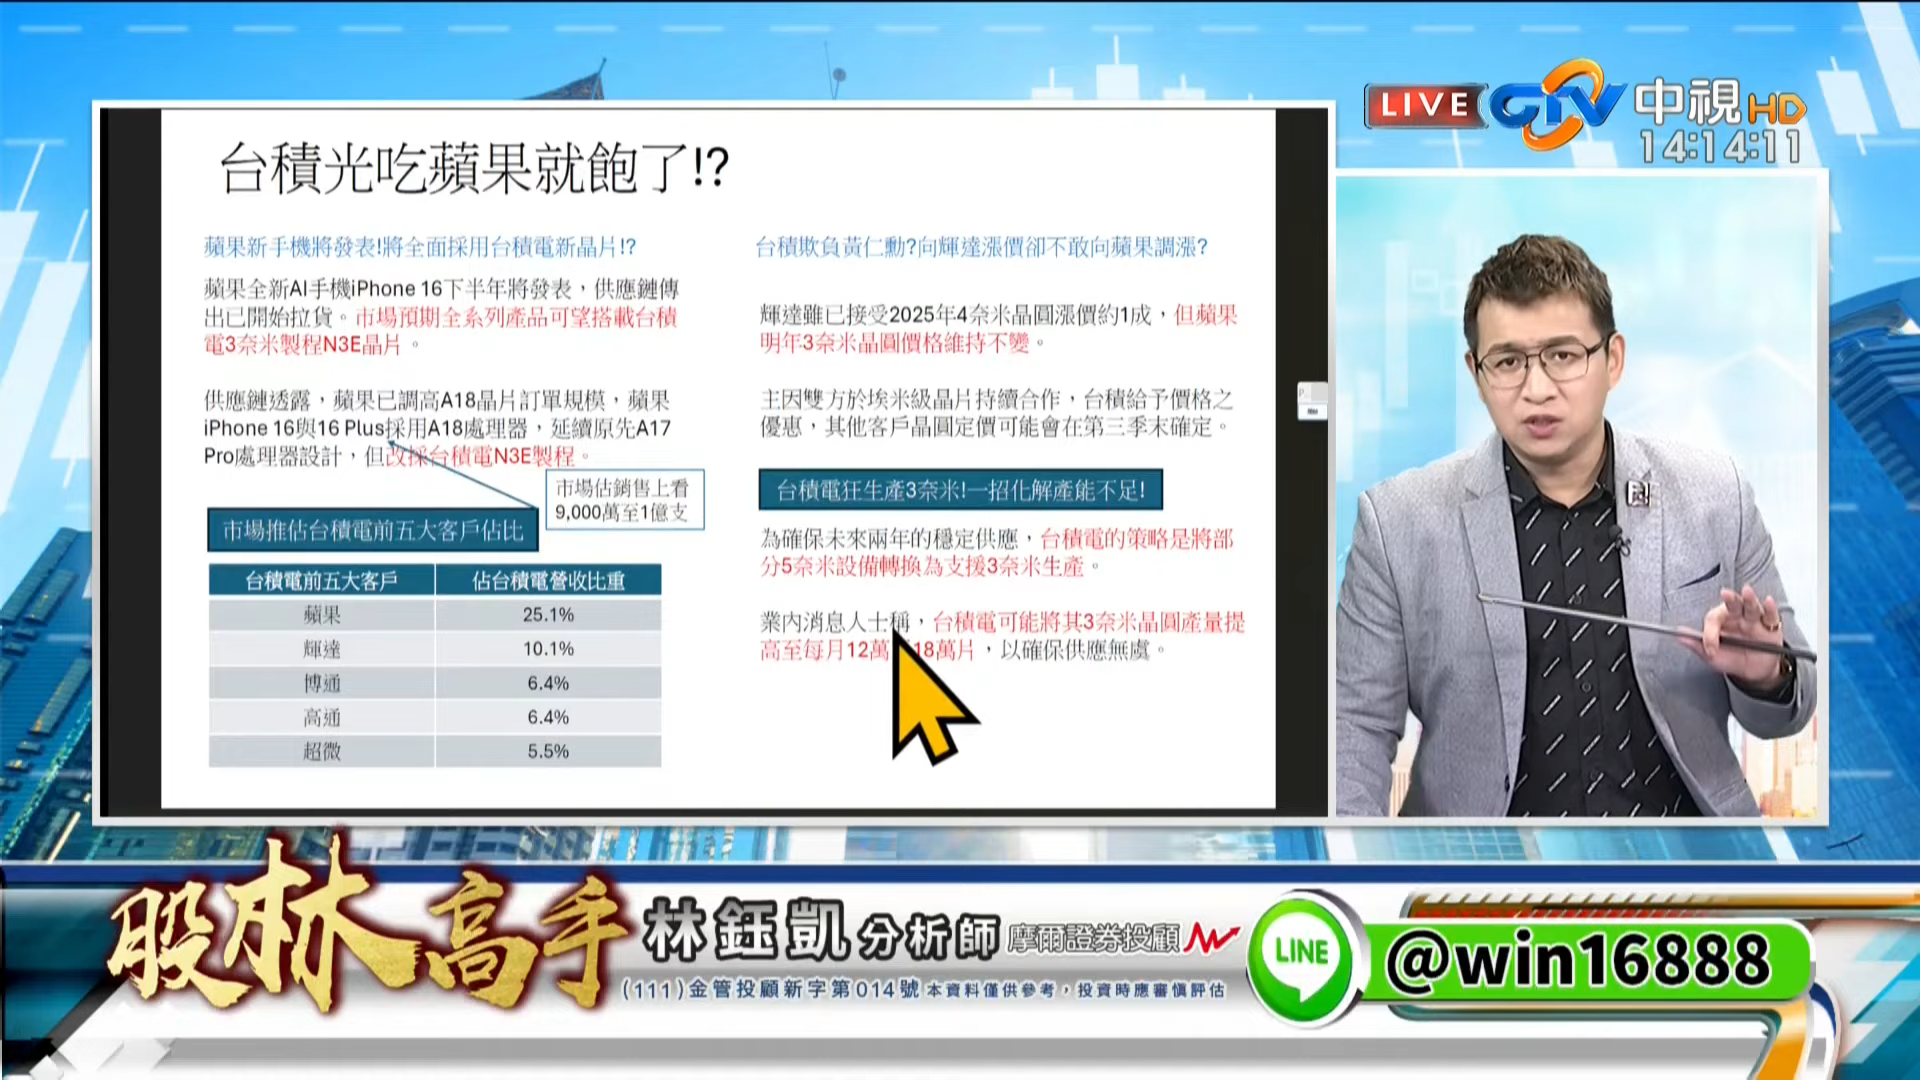 LIVE CTV 中視 HD
14:14:11
台積光吃蘋果就飽了!?
蘋果新手機將發表!將全面採用台積電新晶片!?
蘋果全新AI手機iPhone 16下半年將發表，供應鏈傳
出已開始拉貨。市場預期全系列產品可望搭載台積
電3奈米製程N3E晶片。
供應鏈透露，蘋果已調高A18晶片訂單規模，蘋果
iPhone 16與16 Plus採用A18處理器，延續原先A17
Pro處理器設計，但改採台積電N3E製程。
市場估銷售上看
9,000萬至1億支
市場推估台積電前五大客戶佔比
台積電前五大客戶 佔台積電營收比重
蘋果 25.1%
輝達 10.1%
博通 6.4%
高通 6.4%
超微 5.5%
台積欺負黃仁勳?向輝達漲價卻不敢向蘋果調漲?
輝達雖已接受2025年4奈米晶圓漲價約1成，但蘋果
明年3奈米晶圓價格維持不變。
主因雙方於埃米級晶片持續合作，台積給予價格之
優惠，其他客戶晶圓定價可能會在第三季末確定。
台積電狂生產3奈米!一招化解產能不足!
為確保未來兩年的穩定供應，台積電的策略是將部
分5奈米設備轉換為支援3奈米生產。
業內消息人士稱，台積電可能將其3奈米晶圓產量提
高至每月12萬 18萬片，以確保供應無虞。
股林高手
林鈺凱 分析師 摩爾證券投顧
(111)金管投顧新字第014號 本資料僅供參考，投資時應審慎評估
LINE @win16888